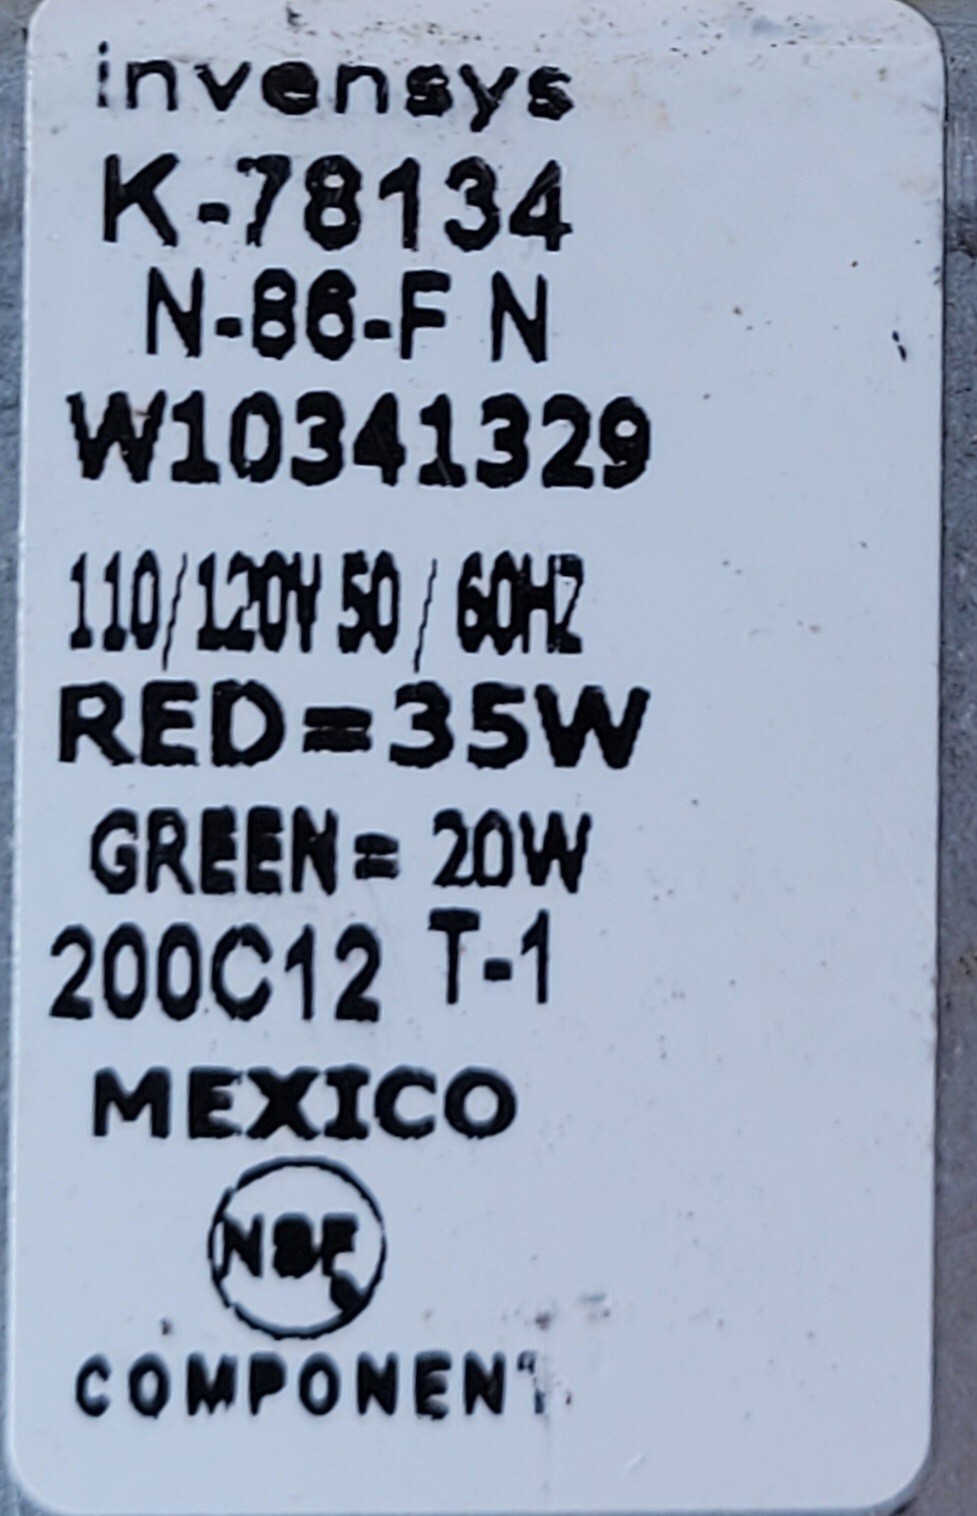 invensys
K-78134
N-86-F N
W10341329
110/120V 50/60HZ
RED=35W
GREEN= 20W
200C12 T-1
MEXICO
NSF
COMPONENT